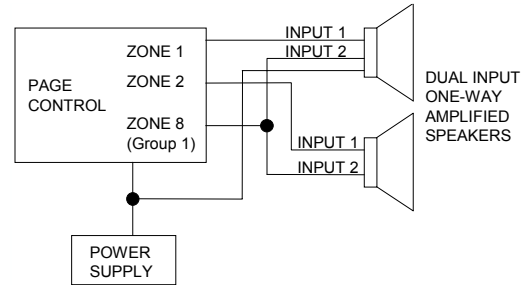 INPUT 1
INPUT 2
ZONE 1
ZONE 2
ZONE 8
(Group 1)
PAGE
CONTROL
DUAL INPUT
ONE-WAY
AMPLIFIED
SPEAKERS
INPUT 1
INPUT 2
POWER
SUPPLY